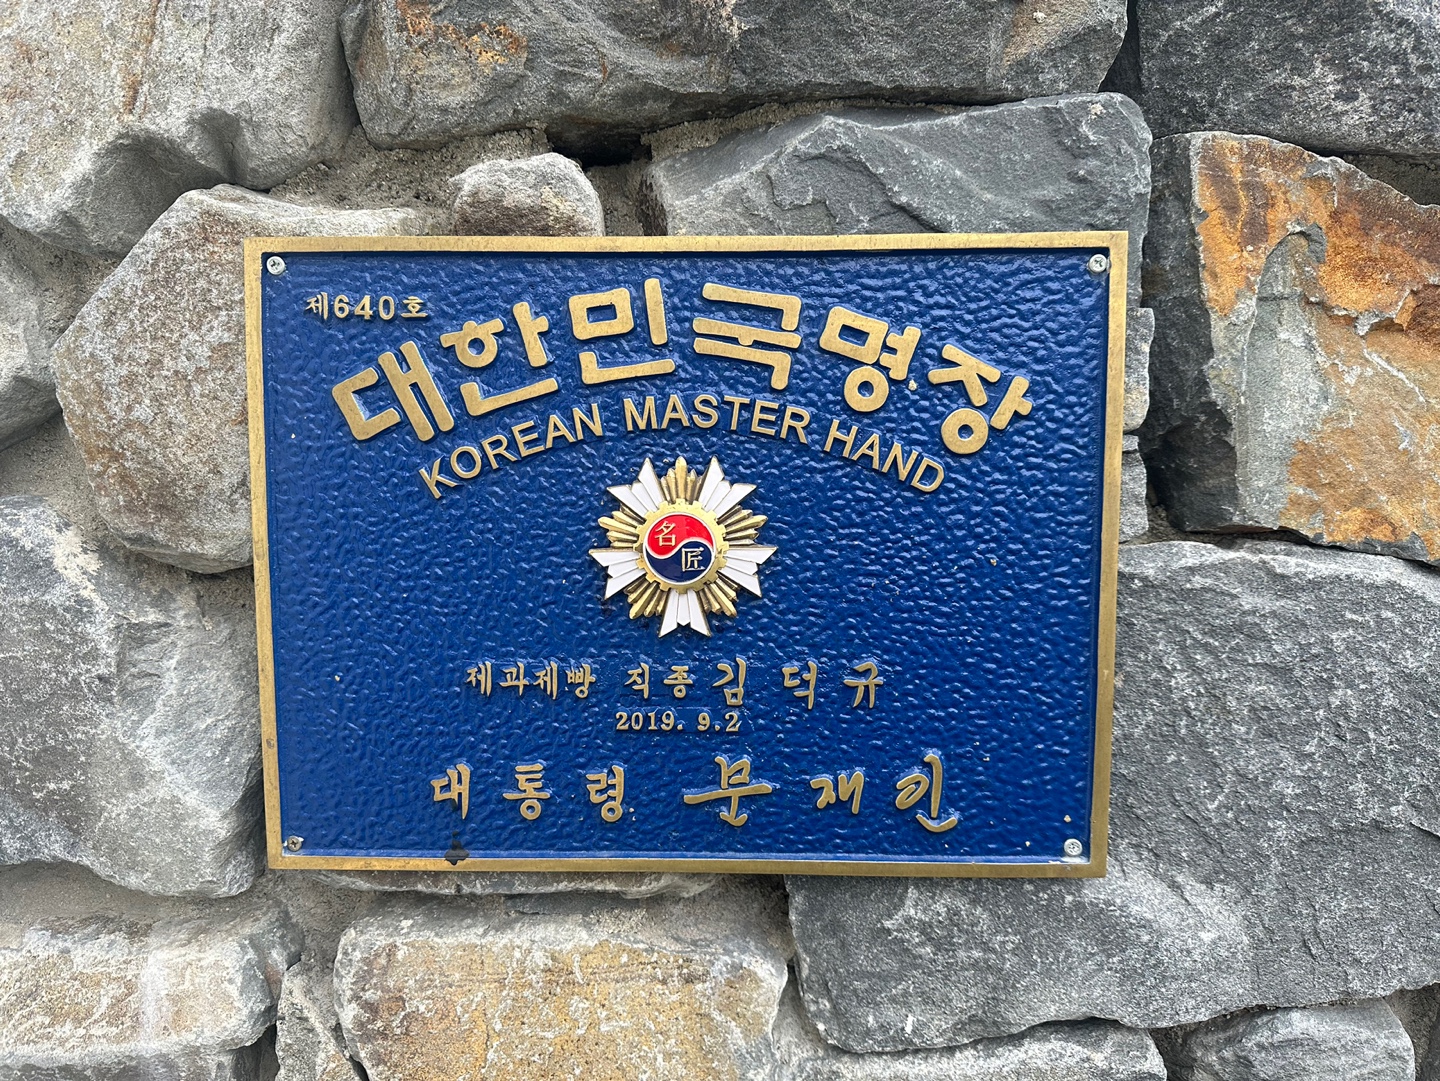 제640호
대한민국명장
KOREAN MASTER HAND
名
匠
제과제빵 직종 김덕규
2019. 9.2
대통령 문재인